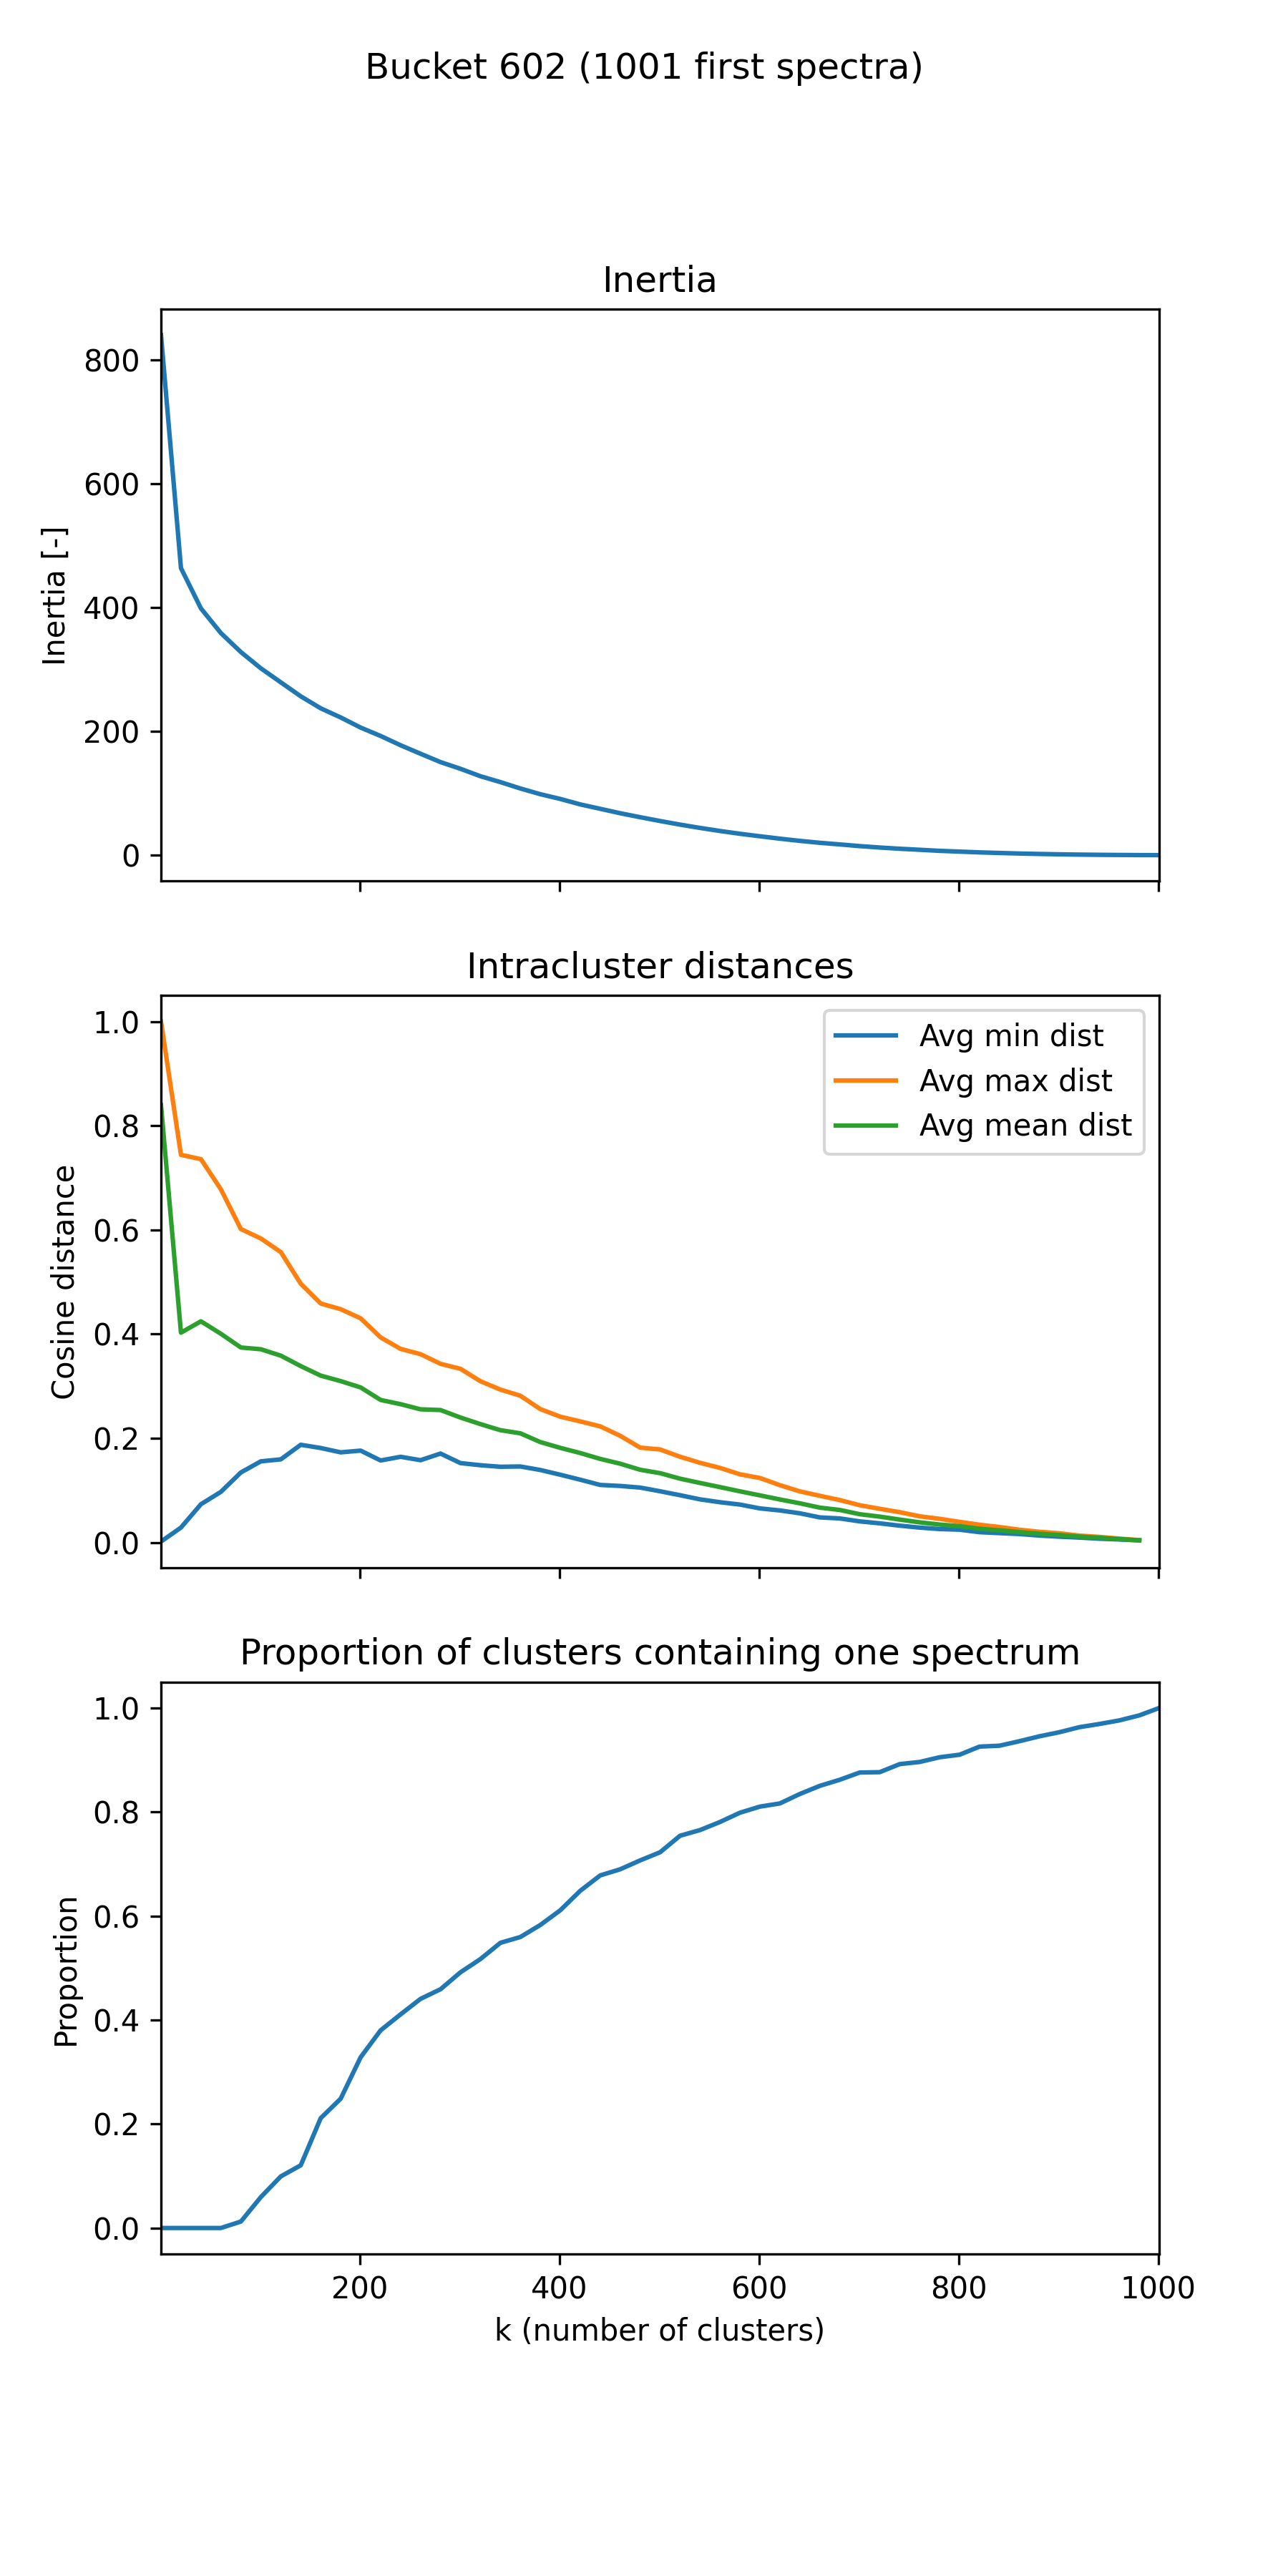 Bucket 602 (1001 first spectra)
Inertia
800
600
400
200
0
Inertia [-]
Intracluster distances
1.0
0.8
0.6
0.4
0.2
0.0
Cosine distance
Avg min dist
Avg max dist
Avg mean dist
Proportion of clusters containing one spectrum
1.0
0.8
0.6
0.4
0.2
0.0
Proportion
200 400 600 800 1000
k (number of clusters)